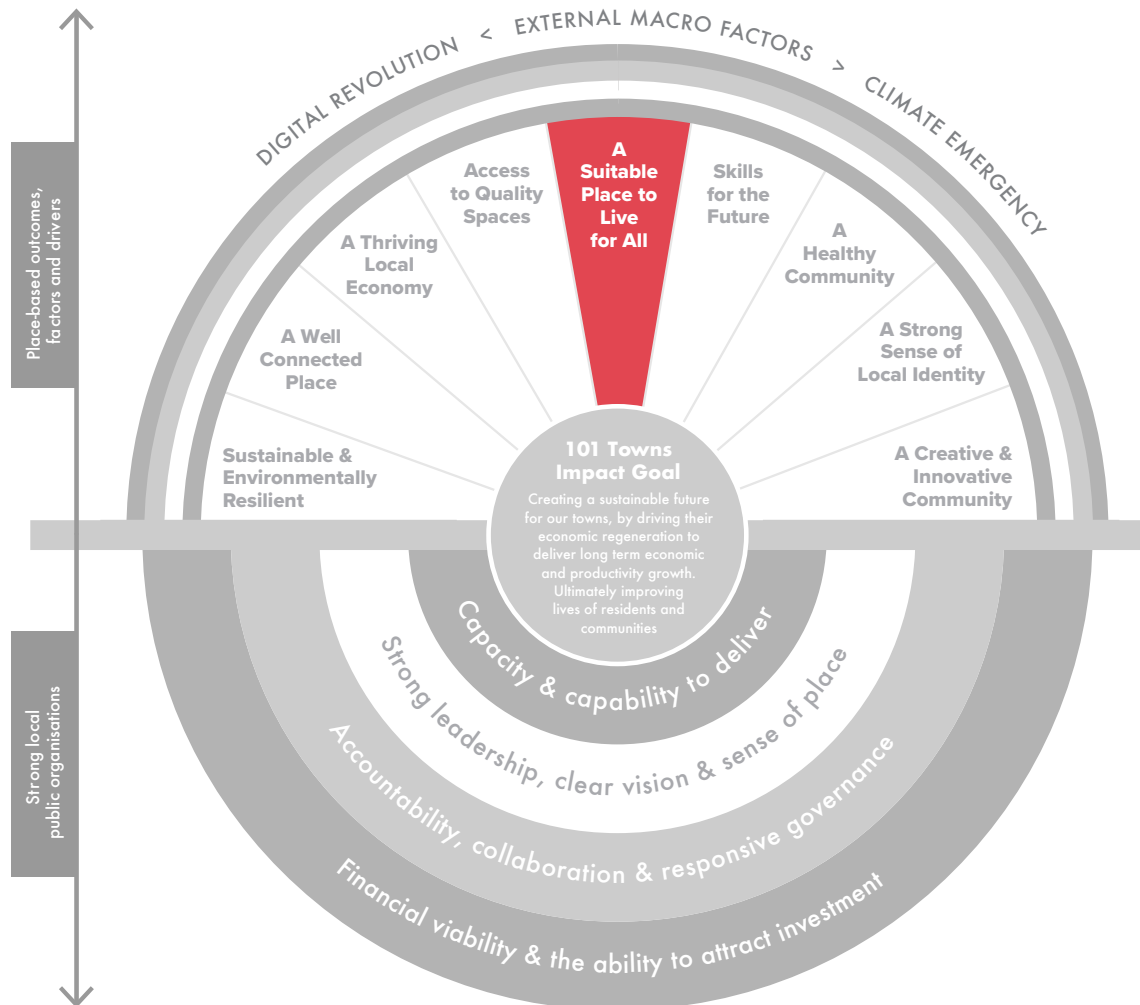 DIGITAL REVOLUTION < EXTERNAL MACRO FACTORS > CLIMATE EMERGENCY
Place-based outcomes,
factors and drivers
Sustainable &
Environmentally
Resilient
A Well
Connected
Place
A Thriving
Local
Economy
Access
to Quality
Spaces
A
Suitable
Place to
Live
for All
Skills
for the
Future
A
Healthy
Community
A Strong
Sense of
Local Identity
A Creative &
Innovative
Community
101 Towns
Impact Goal
Creating a sustainable future
for our towns, by driving their
economic regeneration to
deliver long term economic
and productivity growth.
Ultimately improving
lives of residents and
communities
Strong local
public organisations
Capacity & capability to deliver
Strong leadership, clear vision & sense of place
Accountability, collaboration & responsive governance
Financial viability & the ability to attract investment